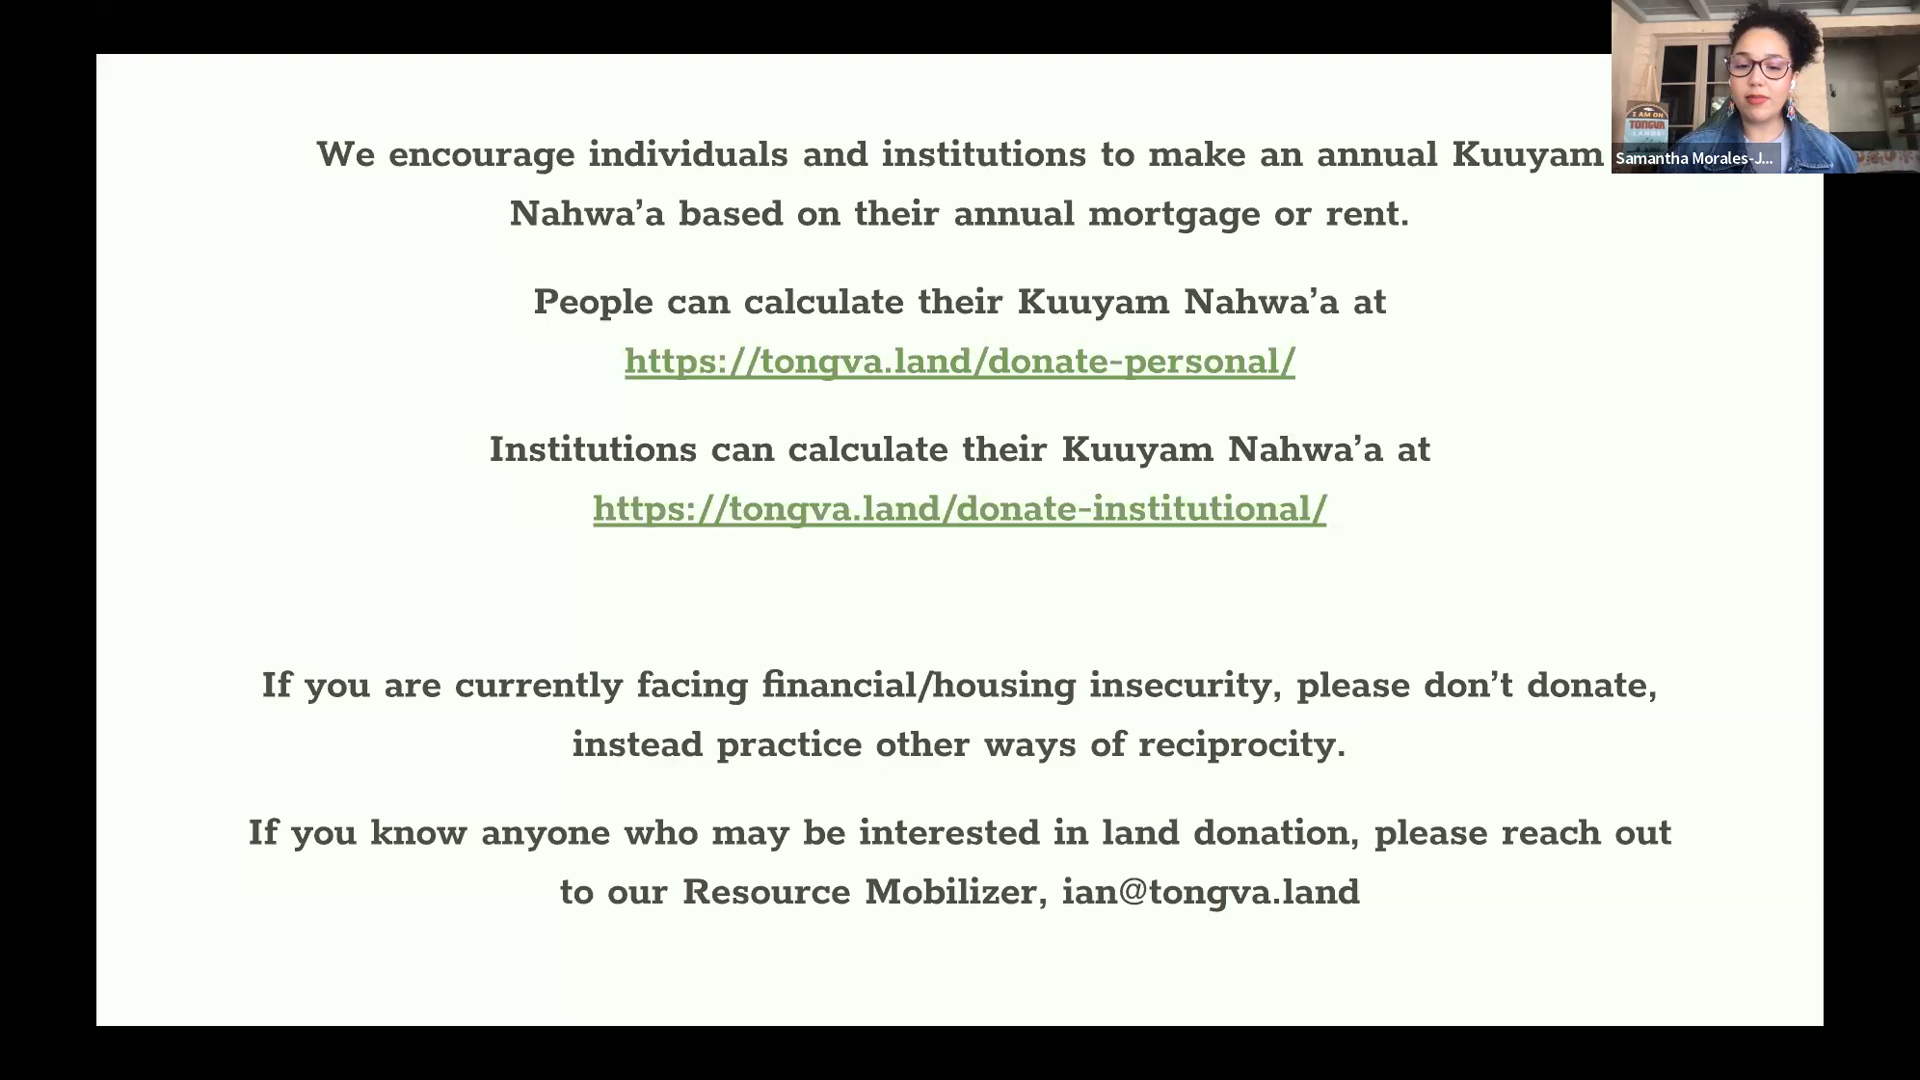 We encourage individuals and institutions to make an annual Kuuyam
Nahwa’a based on their annual mortgage or rent.
People can calculate their Kuuyam Nahwa’a at
https://tongva.land/donate-personal/
Institutions can calculate their Kuuyam Nahwa’a at
https://tongva.land/donate-institutional/
If you are currently facing financial/housing insecurity, please don’t donate,
instead practice other ways of reciprocity.
If you know anyone who may be interested in land donation, please reach out
to our Resource Mobilizer, ian@tongva.land
I AM ON
TONGVA
LANDS
Samantha Morales-J...